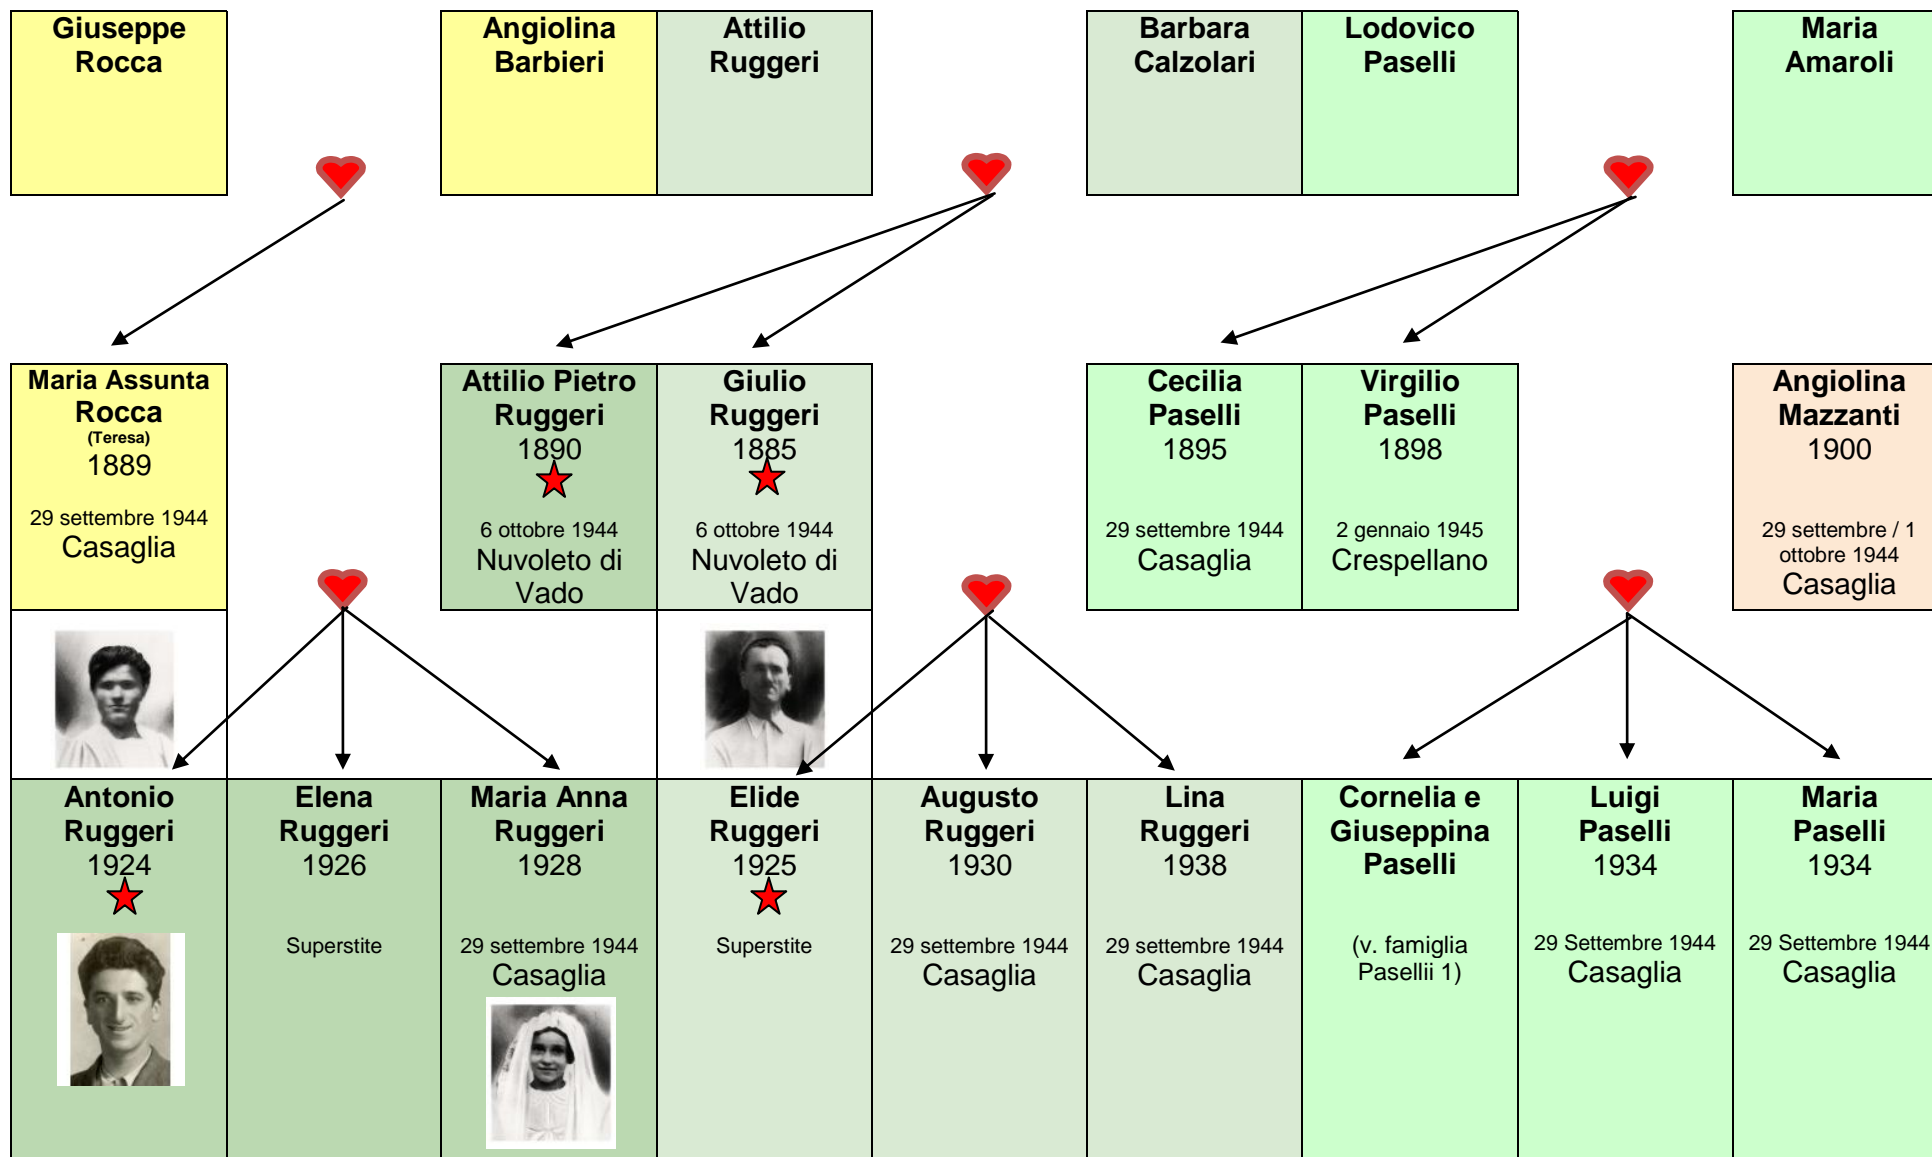 Giuseppe
Rocca
Angiolina
Barbieri
Attilio
Ruggeri
Barbara
Calzolari
Lodovico
Paselli
Maria
Amaroli
Maria Assunta
Rocca
(Teresa)
1889
29 settembre 1944
Casaglia
Attilio Pietro
Ruggeri
1890
6 ottobre 1944
Nuvoleto di
Vado
Giulio
Ruggeri
1885
6 ottobre 1944
Nuvoleto di
Vado
Cecilia
Paselli
1895
29 settembre 1944
Casaglia
Virgilio
Paselli
1898
2 gennaio 1945
Crespellano
Angiolina
Mazzanti
1900
29 settembre / 1
ottobre 1944
Casaglia
Antonio
Ruggeri
1924
Elena
Ruggeri
1926
Superstite
Maria Anna
Ruggeri
1928
29 settembre 1944
Casaglia
Elide
Ruggeri
1925
Superstite
Augusto
Ruggeri
1930
29 settembre 1944
Casaglia
Lina
Ruggeri
1938
29 settembre 1944
Casaglia
Cornelia e
Giuseppina
Paselli
(v. famiglia
Pasellii 1)
Luigi
Paselli
1934
29 Settembre 1944
Casaglia
Maria
Paselli
1934
29 Settembre 1944
Casaglia